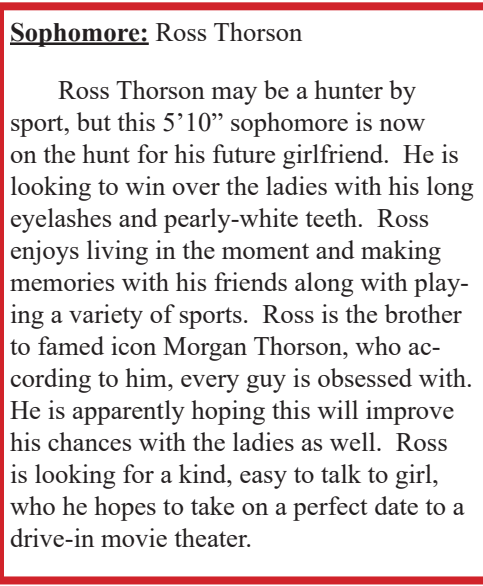 Sophomore: Ross Thorson
Ross Thorson may be a hunter by
sport, but this 5’10” sophomore is now
on the hunt for his future girlfriend.  He is
looking to win over the ladies with his long
eyelashes and pearly-white teeth.  Ross
enjoys living in the moment and making
memories with his friends along with play-
ing a variety of sports.  Ross is the brother
to famed icon Morgan Thorson, who ac-
cording to him, every guy is obsessed with.
He is apparently hoping this will improve
his chances with the ladies as well.  Ross
is looking for a kind, easy to talk to girl,
who he hopes to take on a perfect date to a
drive-in movie theater.